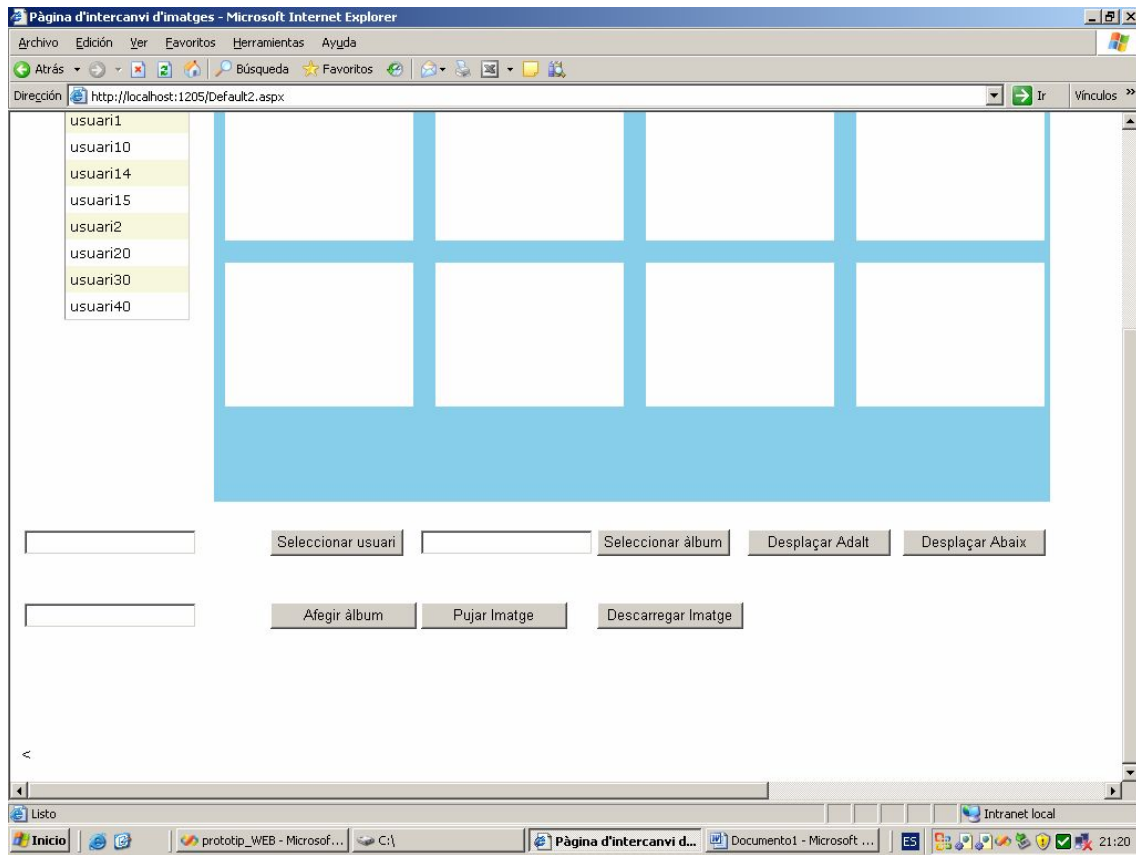 Pàgina d'intercanvi d'imatges - Microsoft Internet Explorer
Archivo Edición Ver Favoritos Herramientas Ayuda
Atrás Búsqueda Favoritos
Dirección http://localhost:1205/Default2.aspx Ir Vínculos »
usuari1
usuari10
usuari14
usuari15
usuari2
usuari20
usuari30
usuari40
Seleccionar usuari Seleccionar àlbum Desplaçar Adalt Desplaçar Abaix
Afegir àlbum Pujar Imatge Descarregar Imatge
<
Listo Intranet local
Inicio prototip_WEB - Microsof... C:\ Pàgina d'intercanvi d... Documento1 - Microsoft ... ES 21:20